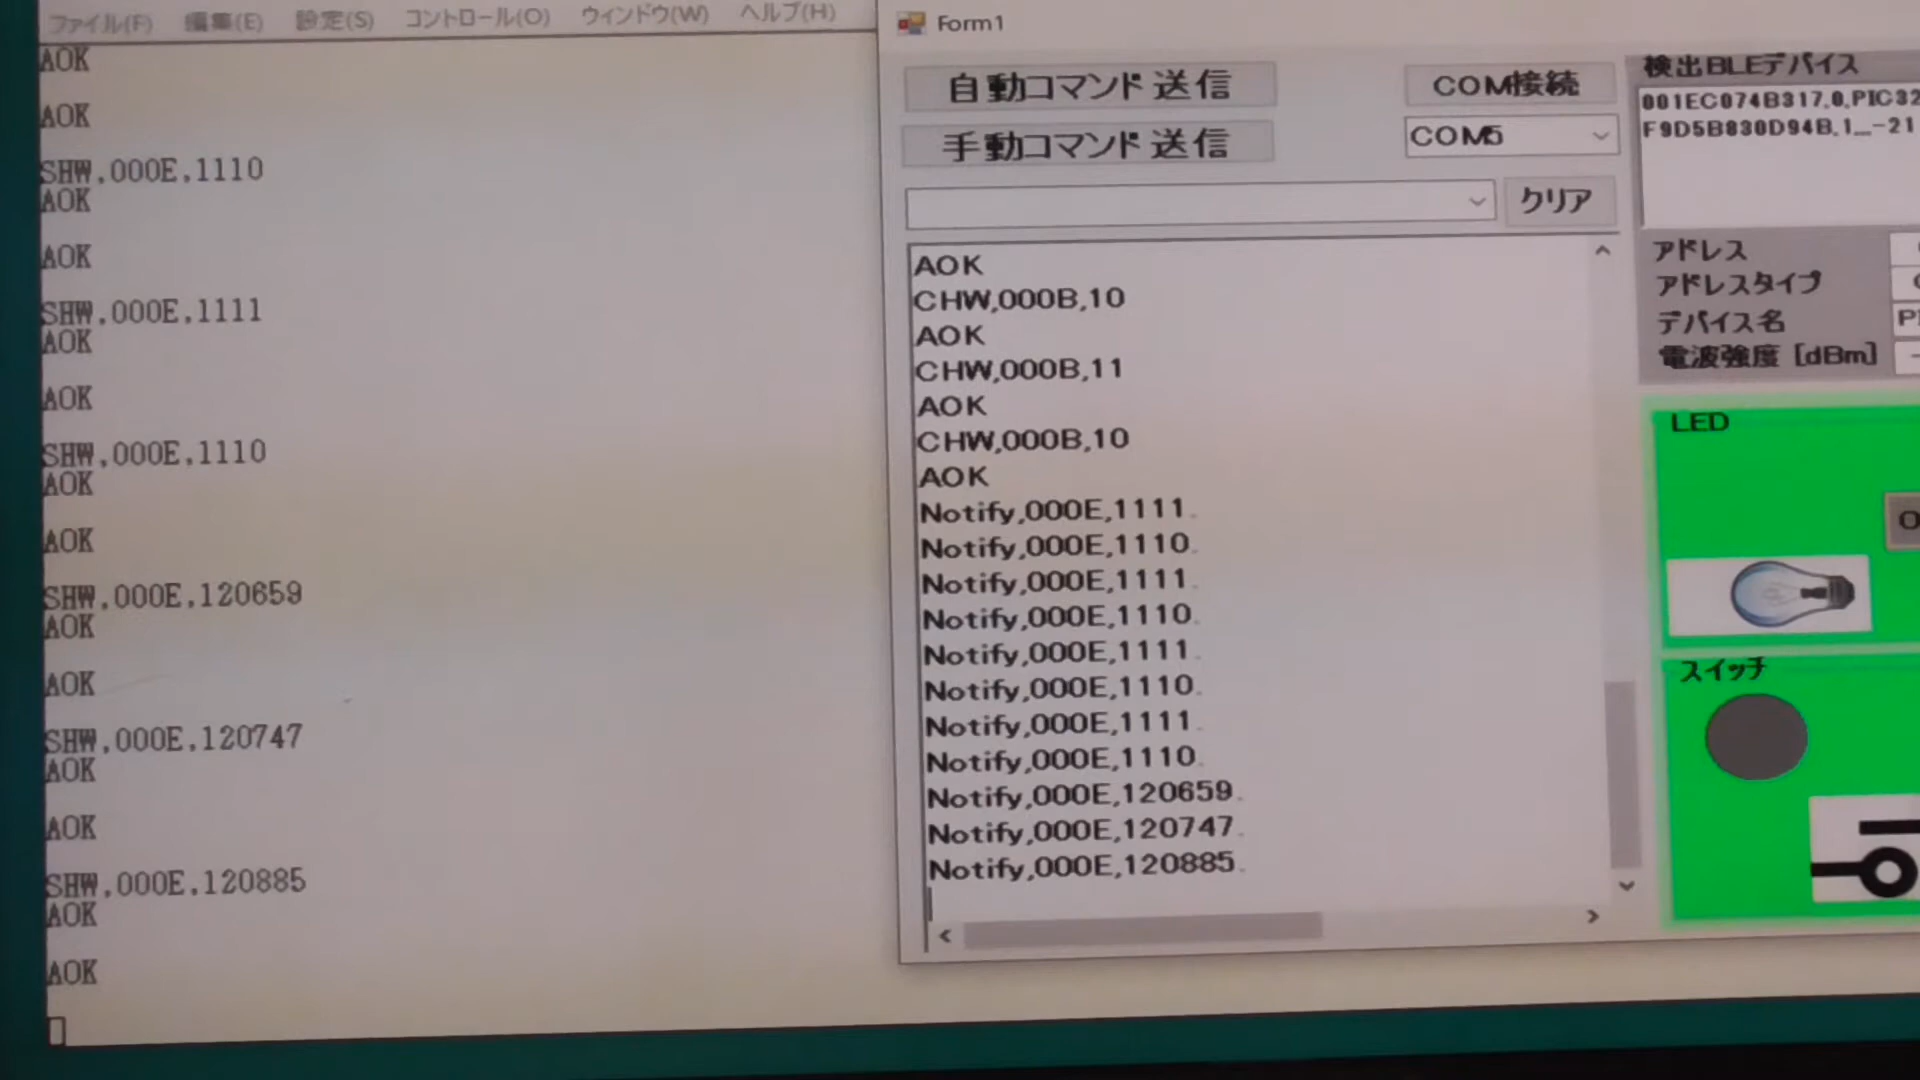 ファイル(F) 編集(E) 設定(S) コントロール(O) ウィンドウ(W) ヘルプ(H)
AOK
AOK
SHW,000E,1110
AOK
AOK
SHW,000E,1111
AOK
AOK
SHW,000E,1110
AOK
AOK
SHW,000E,120659
AOK
AOK
SHW,000E,120747
AOK
AOK
SHW,000E,120885
AOK
AOK
Form1
自動コマンド送信
COM接続
手動コマンド送信
COM5
クリア
AOK
CHW,000B,10
AOK
CHW,000B,11
AOK
CHW,000B,10
AOK
Notify,000E,1111.
Notify,000E,1110.
Notify,000E,1111.
Notify,000E,1110.
Notify,000E,1111.
Notify,000E,1110.
Notify,000E,1111.
Notify,000E,1110.
Notify,000E,120659.
Notify,000E,120747.
Notify,000E,120885.
検出BLEデバイス
001EC074B317,0,PIC32
F9D5B830D94B,1,,-21
アドレス
アドレスタイプ
デバイス名
電波強度 [dBm]
LED
スイッチ